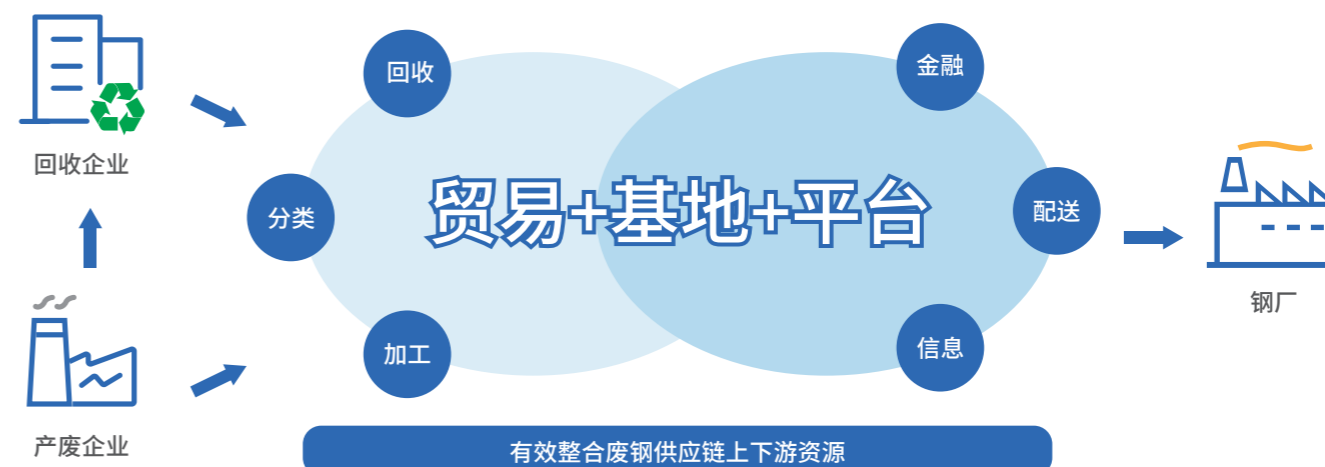 回收
金融
回收企业
贸易+基地+平台
分类
配送
钢厂
加工
信息
产废企业
有效整合废钢供应链上下游资源